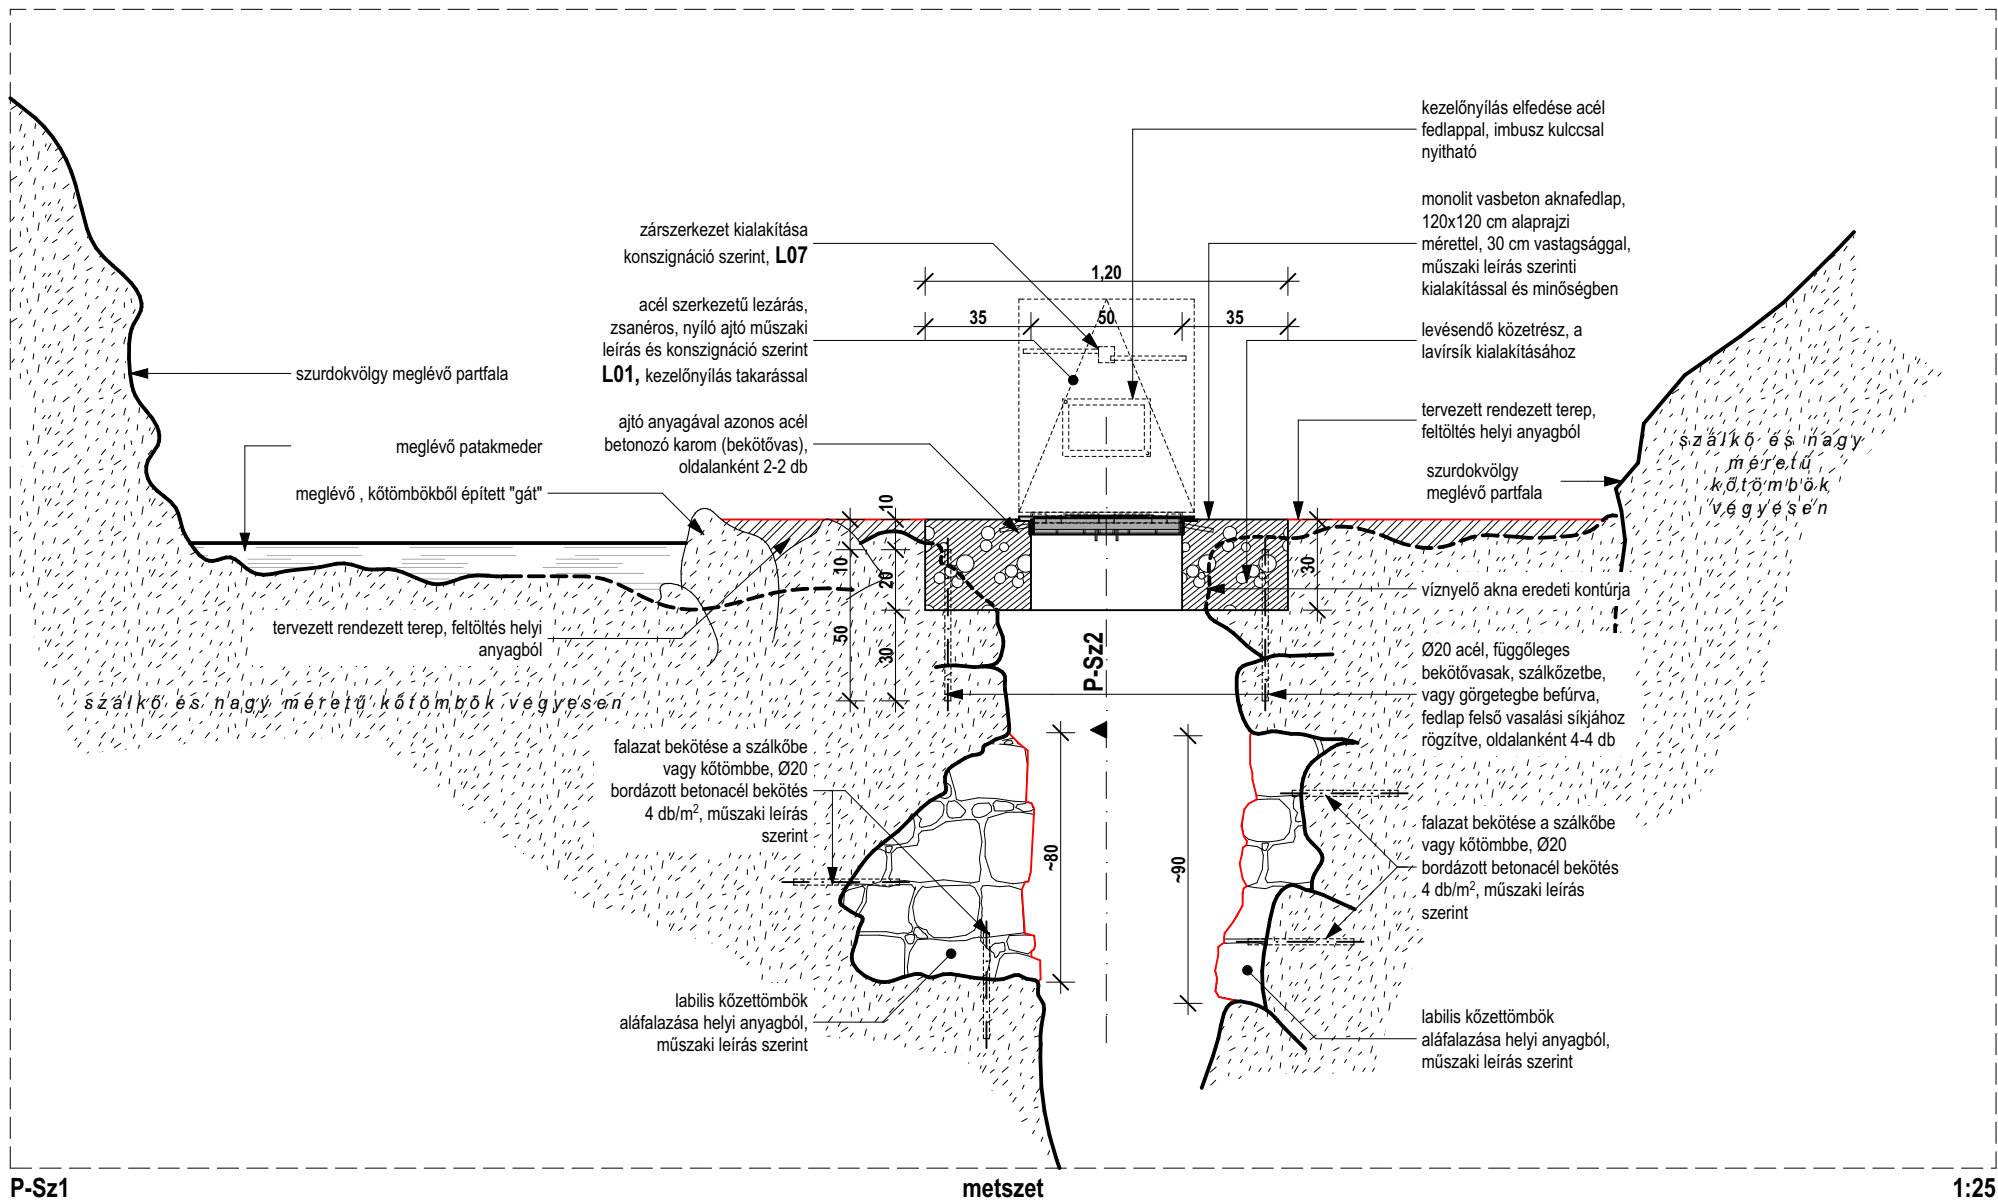 kezelőnyílás elfedése acél
fedlappal, imbusz kulccsal
nyitható
monolit vasbeton aknafedlap,
120x120 cm alaprajzi
mérettel, 30 cm vastagsággal,
műszaki leírás szerinti
kialakítással és minőségben
levésendő közetrész, a
lavírsík kialakításához
tervezett rendezett terep,
feltöltés helyi anyagból
szurdokvölgy
meglévő partfala
szálkő és nagy
méretű
kőtömbök
vegyesen
víznyelő akna eredeti kontúrja
Ø20 acél, függőleges
bekötővasak, szálkőzetbe,
vagy görgetegbe befúrva,
fedlap felső vasalási síkjához
rögzítve, oldalanként 4-4 db
falazat bekötése a szálkőbe
vagy kőtömbbe, Ø20
bordázott betonacél bekötés
4 db/m², műszaki leírás
szerint
labilis kőzettömbök
aláfalazása helyi anyagból,
műszaki leírás szerint
zárszerkezet kialakítása
konszignáció szerint, L07
acél szerkezetű lezárás,
zsanéros, nyíló ajtó műszaki
leírás és konszignáció szerint
L01, kezelőnyílás takarással
ajtó anyagával azonos acél
betonozó karom (bekötővas),
oldalanként 2-2 db
szurdokvölgy meglévő partfala
meglévő patakmeder
meglévő , kőtömbökből épített "gát"
tervezett rendezett terep, feltöltés helyi
anyagból
szálkő és nagy méretű kőtömbök vegyesen
falazat bekötése a szálkőbe
vagy kőtömbbe, Ø20
bordázott betonacél bekötés
4 db/m², műszaki leírás
szerint
labilis kőzettömbök
aláfalazása helyi anyagból,
műszaki leírás szerint
1,20
35
50
35
10
10
20
50
30
30
P-Sz2
~80
~90
P-Sz1
metszet
1:25